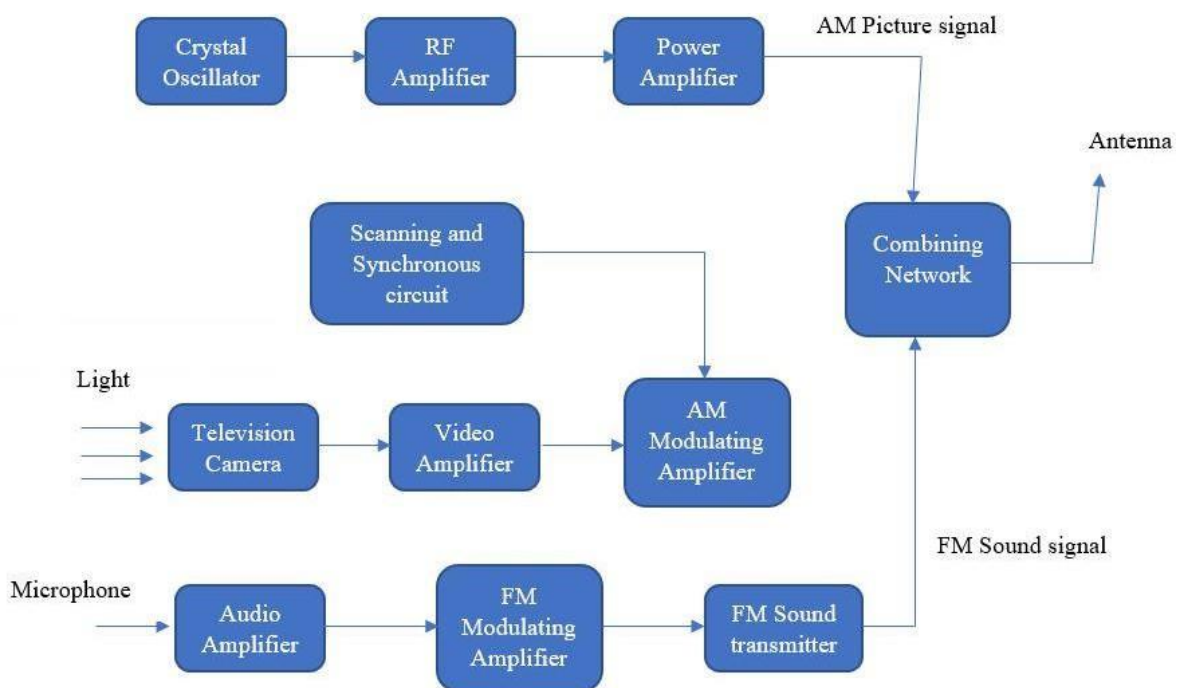 AM Picture signal
Crystal
Oscillator
RF
Amplifier
Power
Amplifier
Antenna
Scanning and
Synchronous
circuit
Combining
Network
Light
Television
Camera
Video
Amplifier
AM
Modulating
Amplifier
FM Sound signal
Microphone
Audio
Amplifier
FM
Modulating
Amplifier
FM Sound
transmitter